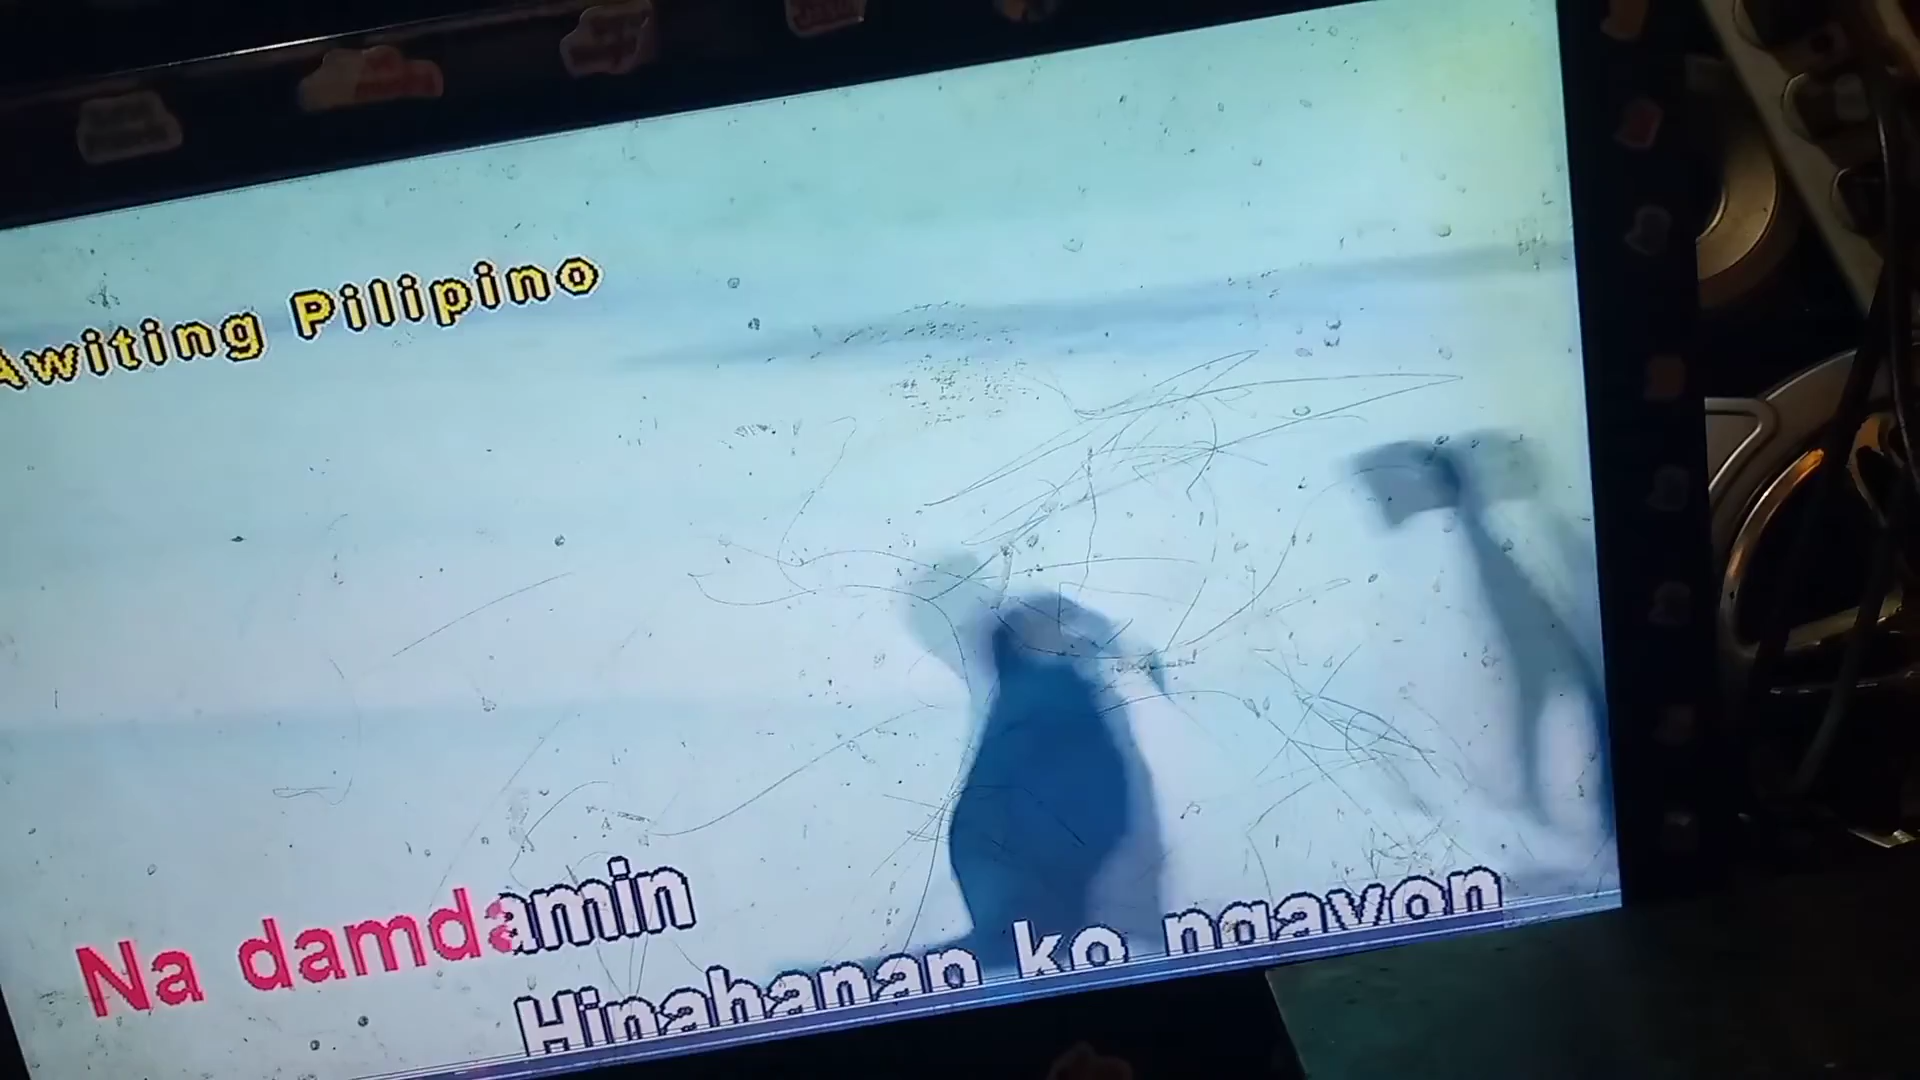 Awiting Pilipino
Na damdamin
Hinahanap ko ngayon